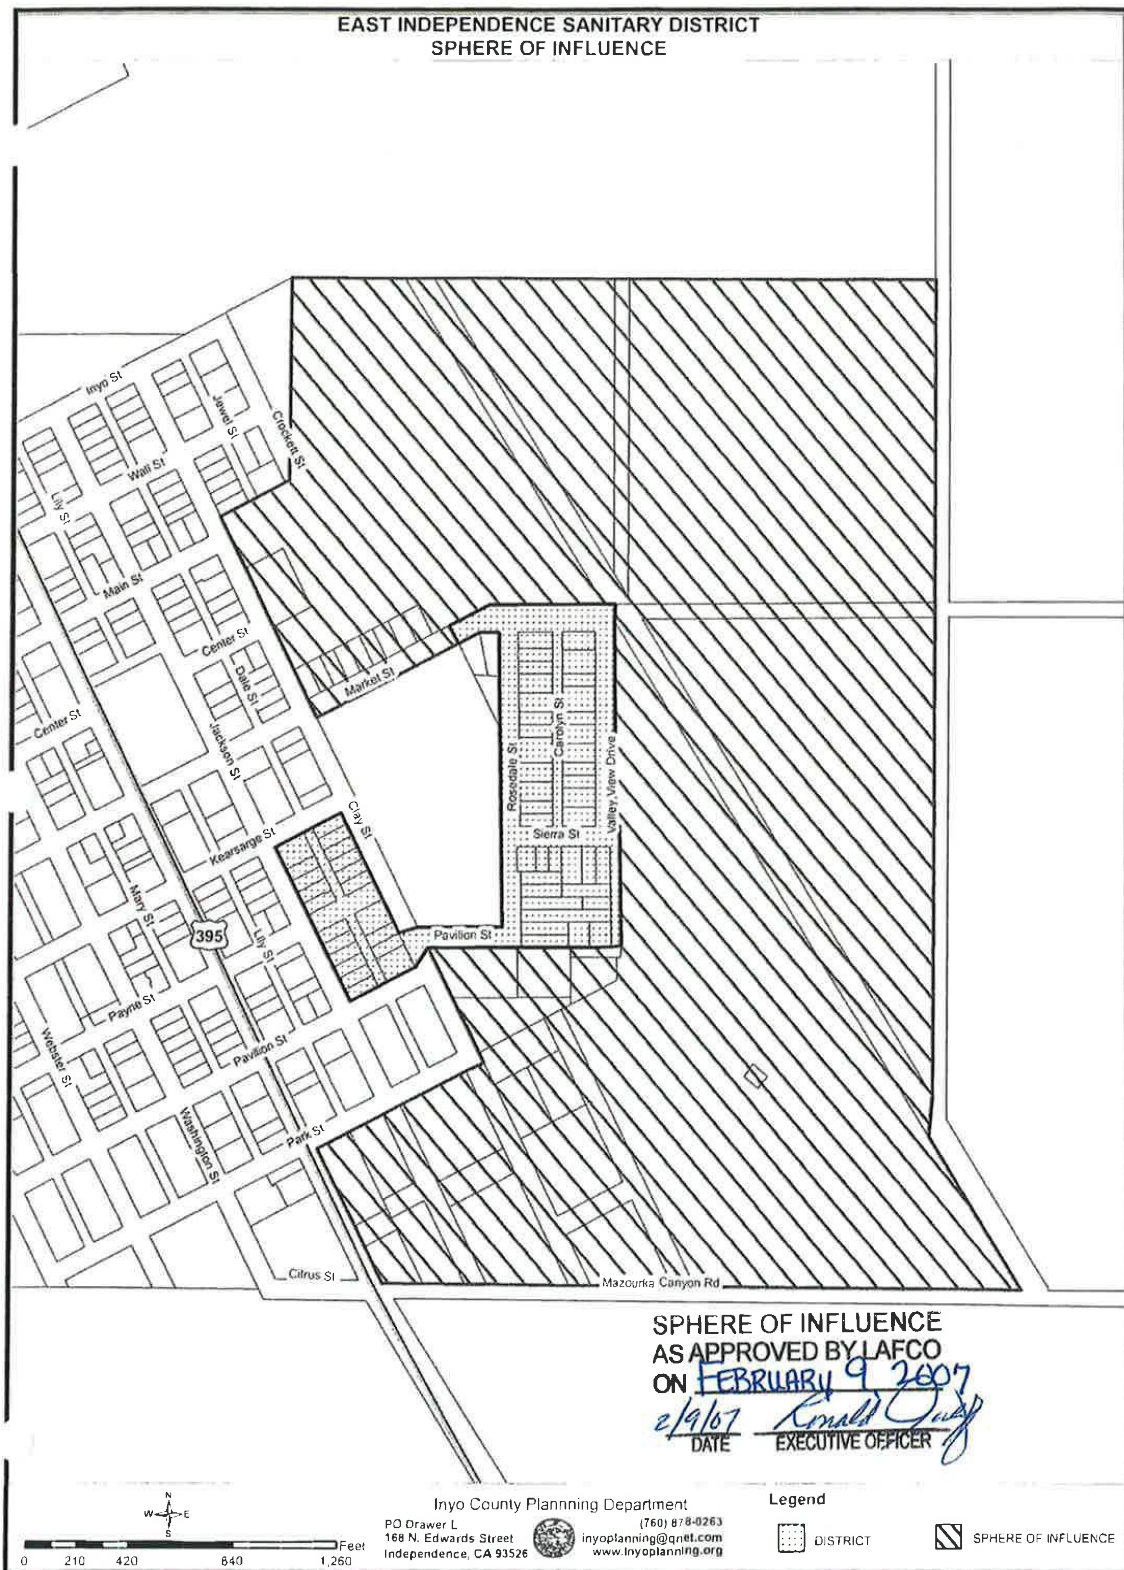 EAST INDEPENDENCE SANITARY DISTRICT
SPHERE OF INFLUENCE
Inyo St
Jewel St
Crockett St
Wall St
Lily St
Main St
Center St
Dale St
Market St
Center St
Jackson St
Rosedale St
Carolyn St
Valley View Drive
Sierra St
Clay St
Kearsarge St
Mary St
395
Lily St
Pavilion St
Payne St
Webster St
Pavilion St
Washington St
Park St
Citrus St
Mazourka Canyon Rd
SPHERE OF INFLUENCE
AS APPROVED BY LAFCO
ON FEBRUARY 9, 2007
2/9/07
DATE EXECUTIVE OFFICER
N
W E
S
Feet
0 210 420 640 1,260
Inyo County Plannning Department
PO Drawer L
168 N. Edwards Street
Independence, CA 93526
(760) 878-0263
inyoplanning@qnet.com
www.inyoplanning.org
Legend
DISTRICT
SPHERE OF INFLUENCE